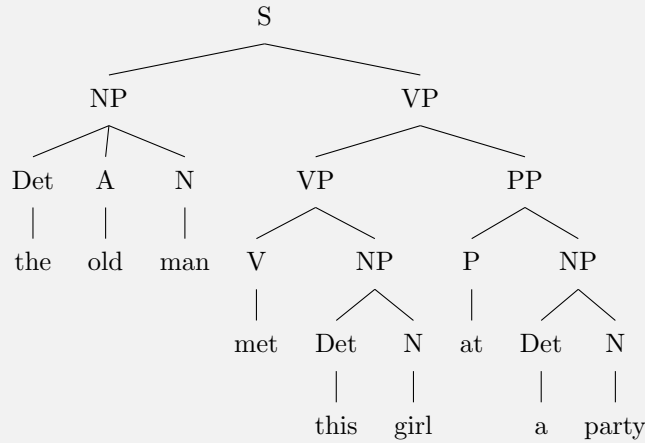 S
NP VP
Det A N VP PP
the old man V NP P NP
met Det N at Det N
this girl a party